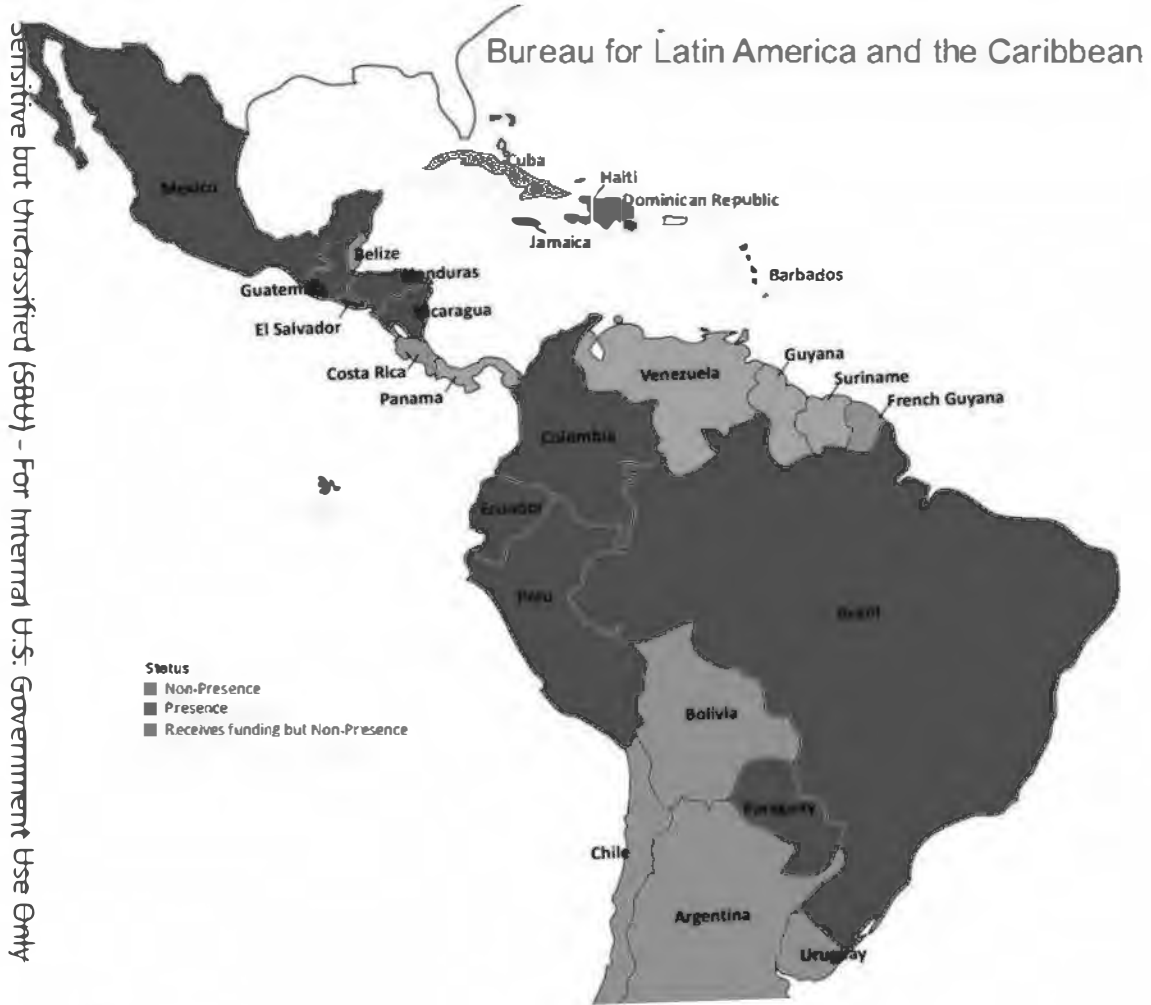 Bureau for Latin America and the Caribbean
Sensitive but Unclassified (SBU) - For Internal U.S. Government Use Only
Cuba
Haiti
Mexico
Dominican Republic
Jamaica
Belize
Barbados
Honduras
Guatemala
Nicaragua
El Salvador
Guyana
Costa Rica
Venezuela
Suriname
Panama
French Guyana
Colombia
Ecuador
Peru
Brazil
Status
Non-Presence
Presence
Receives funding but Non-Presence
Bolivia
Paraguay
Chile
Argentina
Uruguay